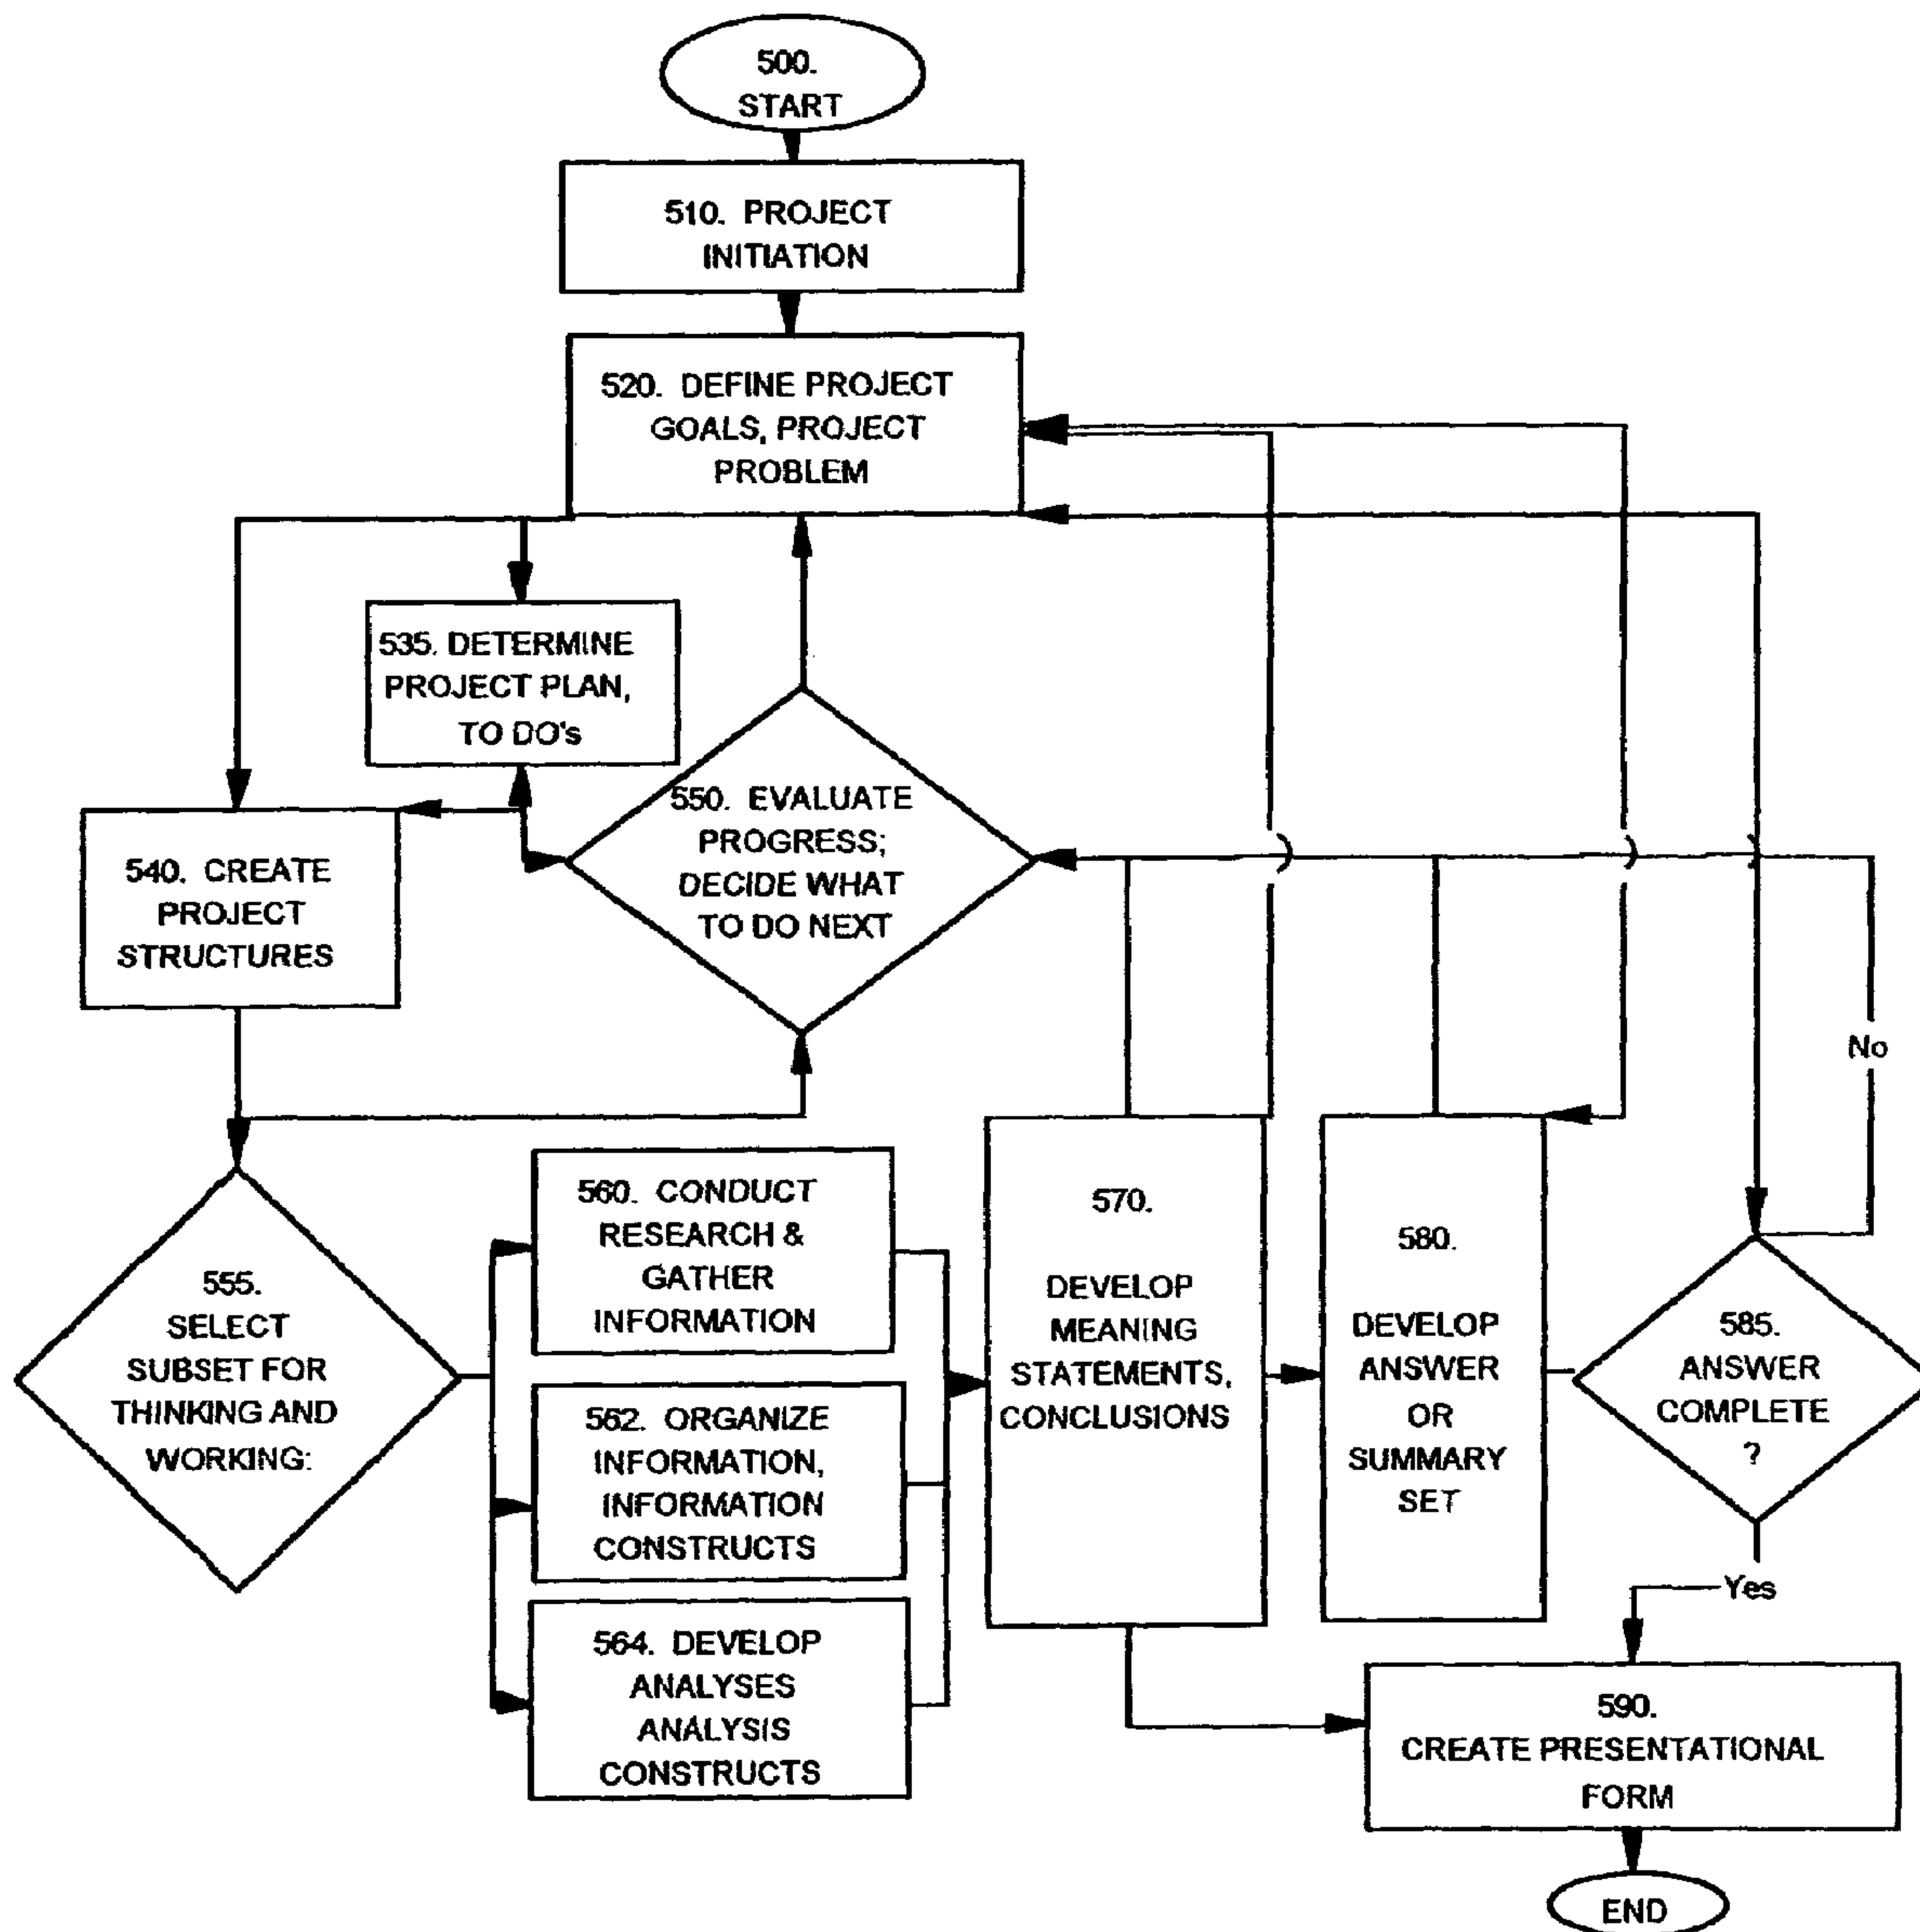 500.
START
510. PROJECT
INITIATION
520. DEFINE PROJECT
GOALS, PROJECT
PROBLEM
535. DETERMINE
PROJECT PLAN,
TO DO's
550. EVALUATE
PROGRESS;
DECIDE WHAT
TO DO NEXT
540. CREATE
PROJECT
STRUCTURES
No
555.
SELECT
SUBSET FOR
THINKING AND
WORKING:
560. CONDUCT
RESEARCH &
GATHER
INFORMATION
562. ORGANIZE
INFORMATION,
INFORMATION
CONSTRUCTS
564. DEVELOP
ANALYSES
ANALYSIS
CONSTRUCTS
570.
DEVELOP
MEANING
STATEMENTS,
CONCLUSIONS
580.
DEVELOP
ANSWER
OR
SUMMARY
SET
585.
ANSWER
COMPLETE
?
Yes
590.
CREATE PRESENTATIONAL
FORM
END